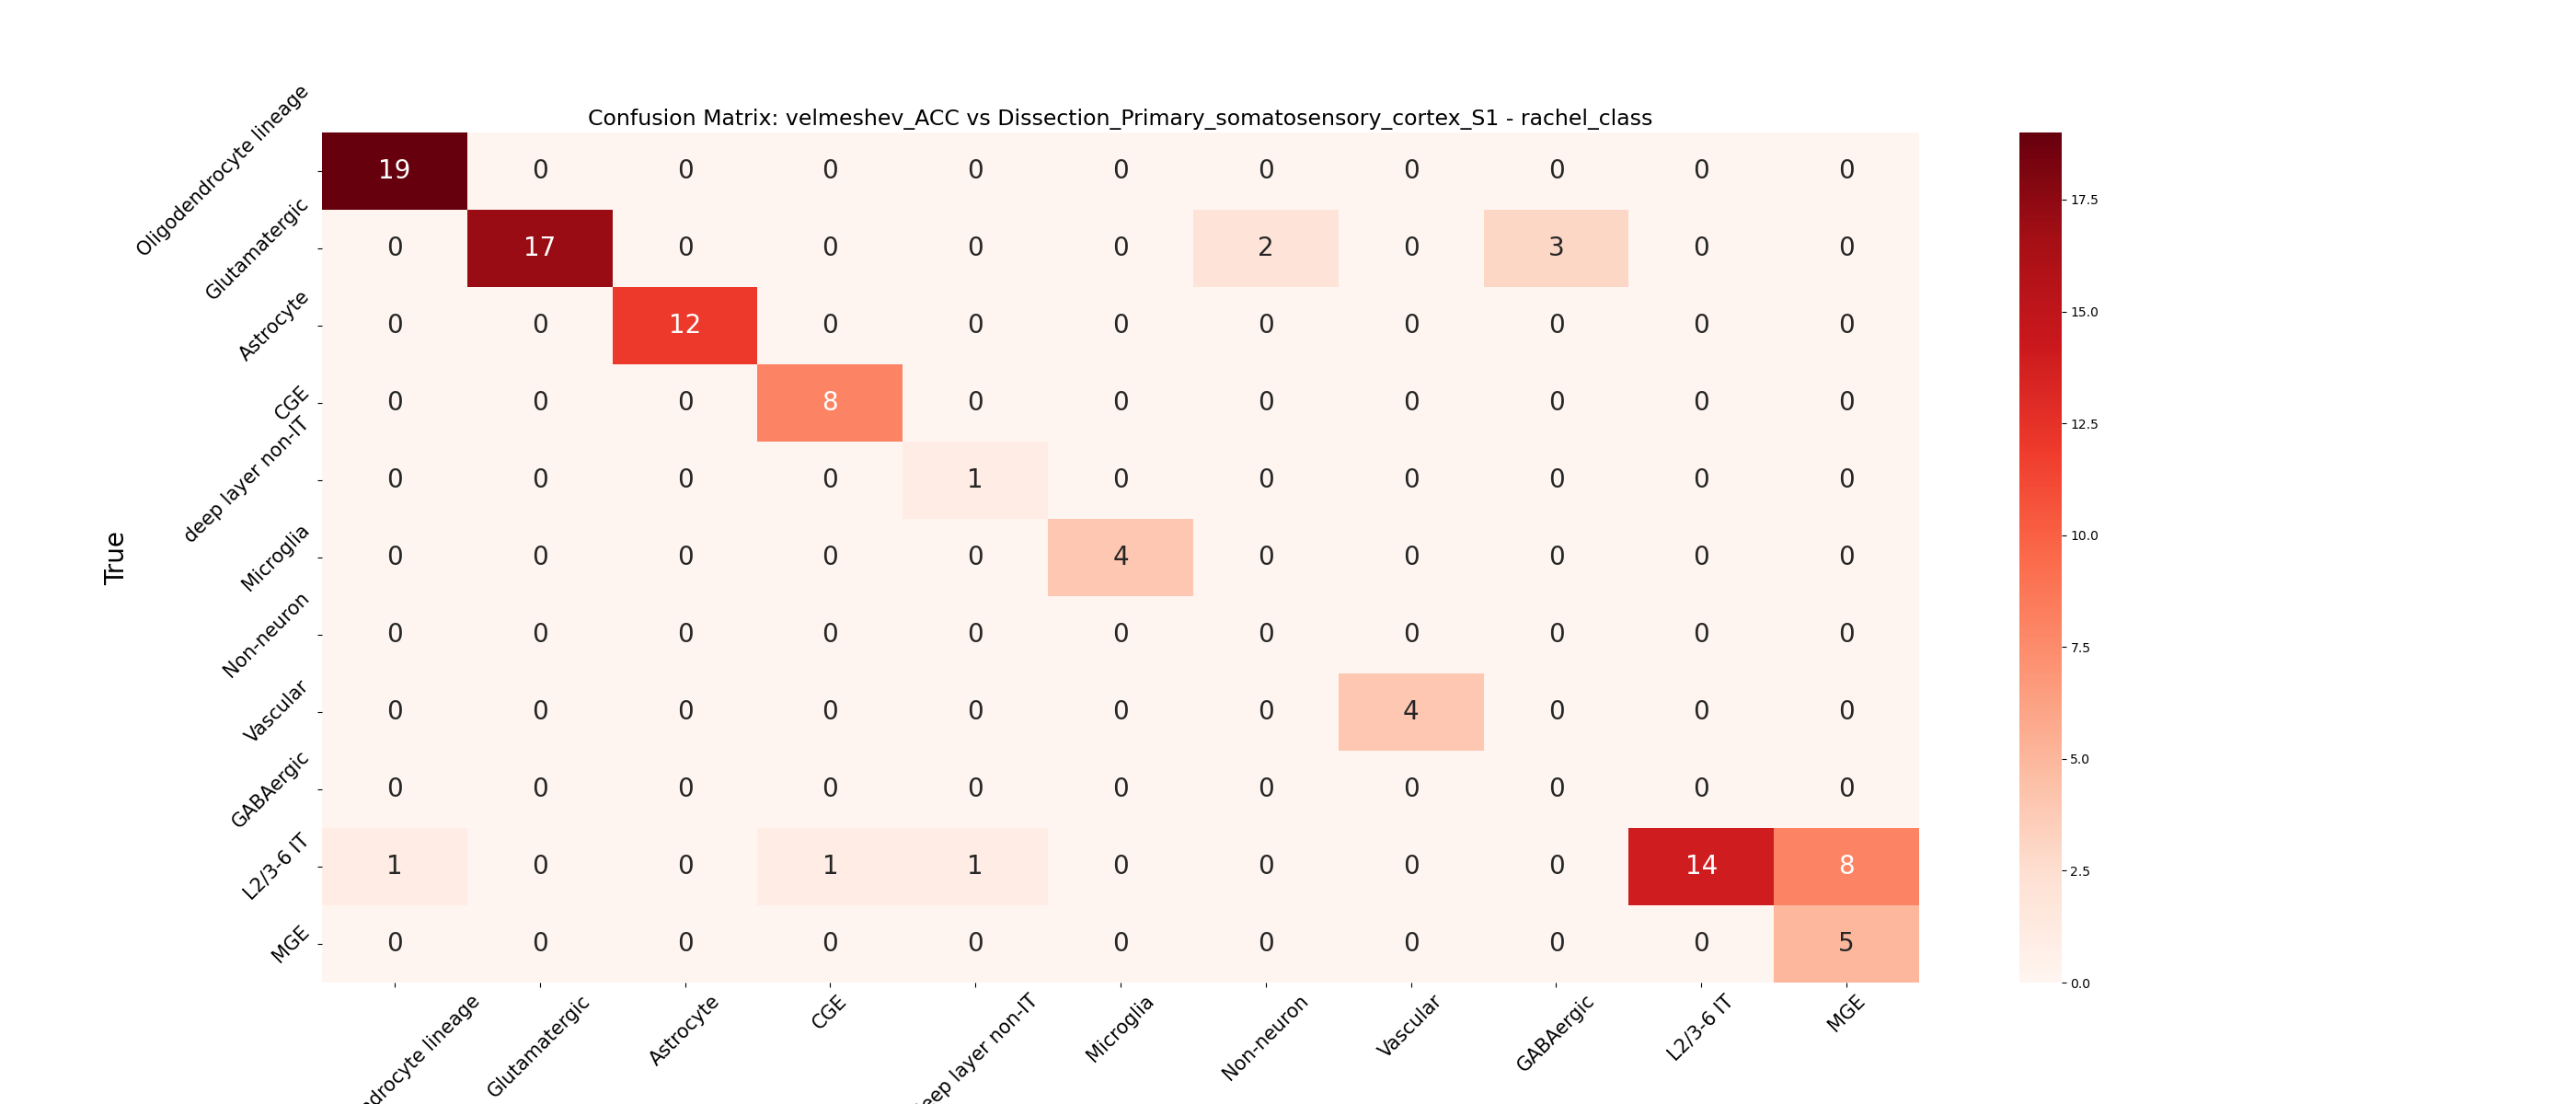 Confusion Matrix: velmeshev_ACC vs Dissection_Primary_somatosensory_cortex_S1 - rachel_class
True
Oligodendrocyte lineage 19 0 0 0 0 0 0 0 0 0 0
Glutamatergic 0 17 0 0 0 0 2 0 3 0 0
Astrocyte 0 0 12 0 0 0 0 0 0 0 0
CGE 0 0 0 8 0 0 0 0 0 0 0
deep layer non-IT 0 0 0 0 1 0 0 0 0 0 0
Microglia 0 0 0 0 0 4 0 0 0 0 0
Non-neuron 0 0 0 0 0 0 0 0 0 0 0
Vascular 0 0 0 0 0 0 0 4 0 0 0
GABAergic 0 0 0 0 0 0 0 0 0 0 0
L2/3-6 IT 1 0 0 1 1 0 0 0 0 14 8
MGE 0 0 0 0 0 0 0 0 0 0 5
lineage
Glutamatergic
Astrocyte
CGE
layer non-IT
Microglia
Non-neuron
Vascular
GABAergic
L2/3-6 IT
MGE
17.5
15.0
12.5
10.0
7.5
5.0
2.5
0.0